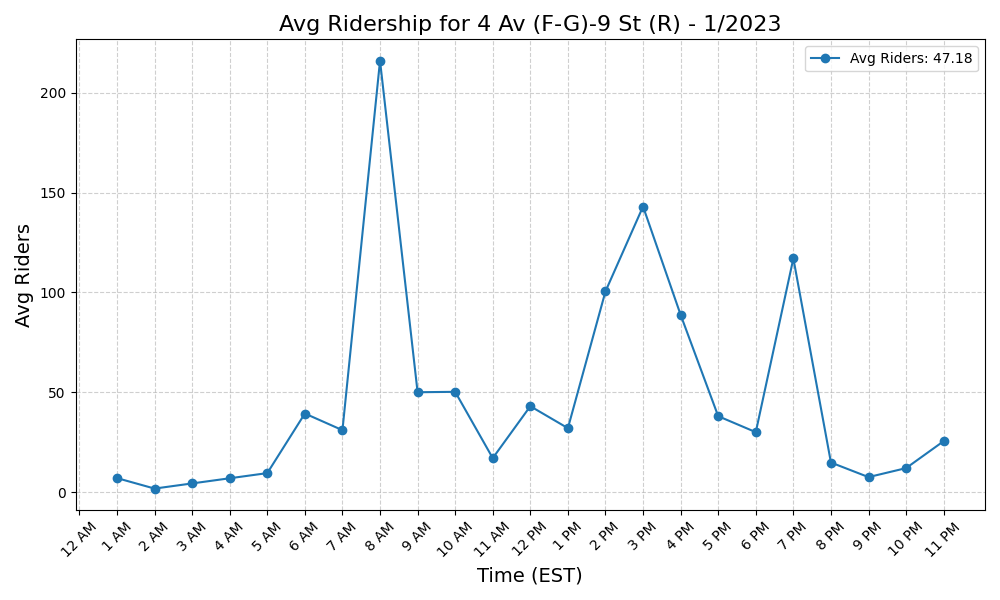 Avg Ridership for 4 Av (F-G)-9 St (R) - 1/2023
Avg Riders: 47.18
Avg Riders
200
150
100
50
0
12 AM 1 AM 2 AM 3 AM 4 AM 5 AM 6 AM 7 AM 8 AM 9 AM 10 AM 11 AM 12 PM 1 PM 2 PM 3 PM 4 PM 5 PM 6 PM 7 PM 8 PM 9 PM 10 PM 11 PM
Time (EST)